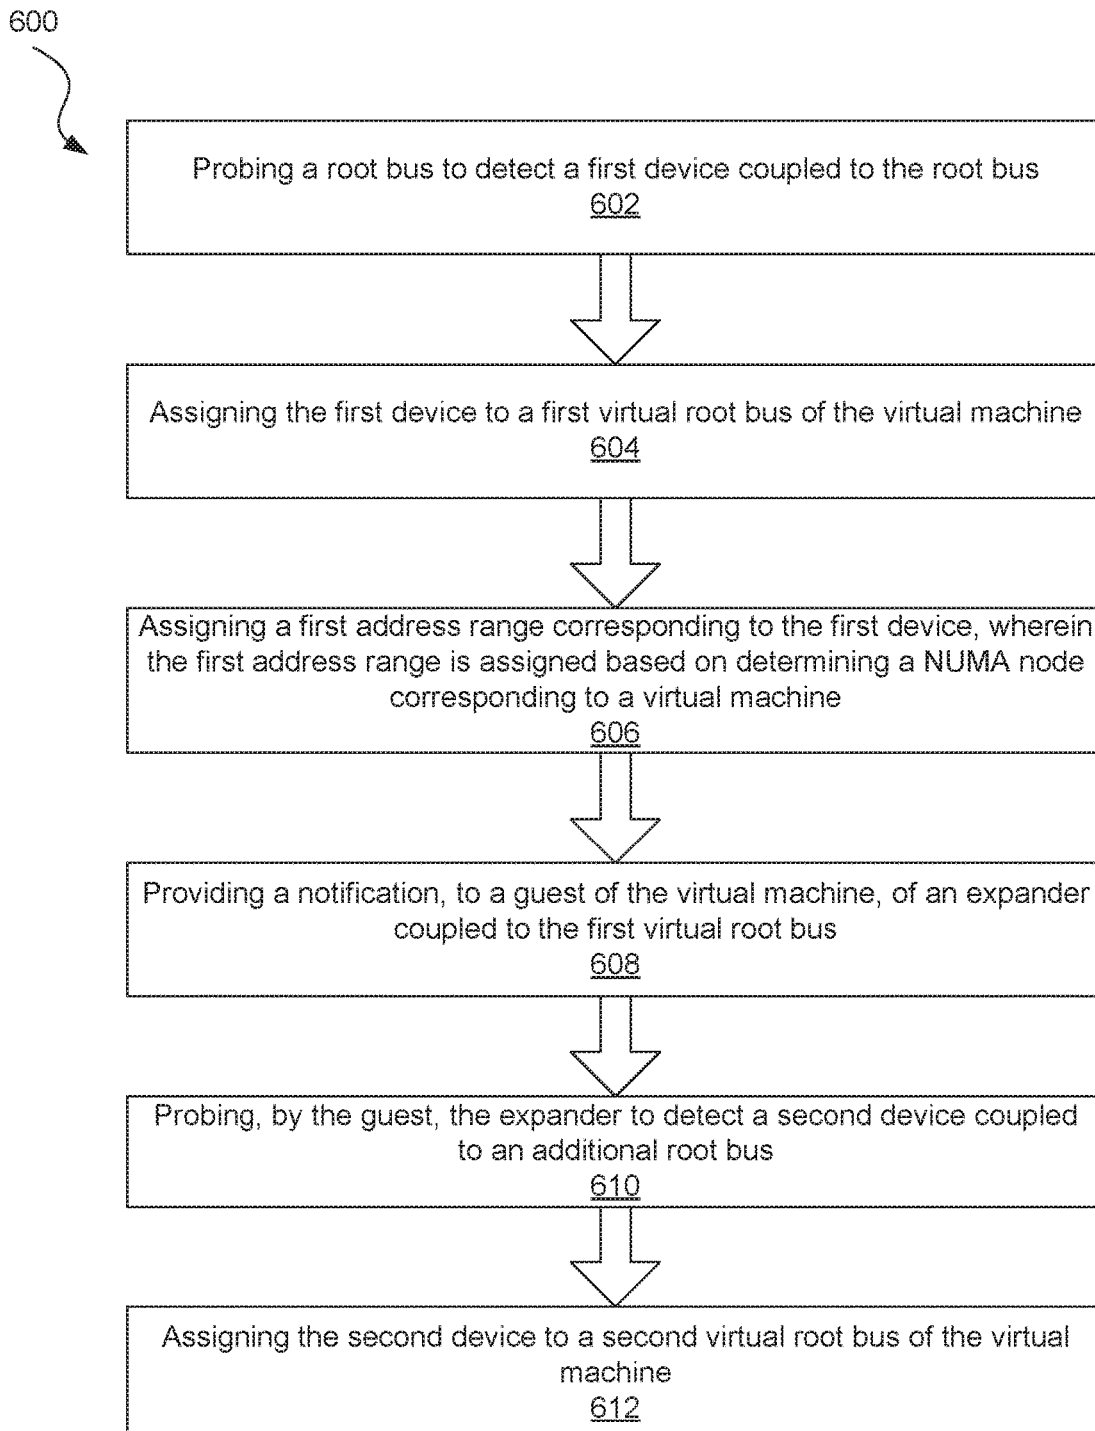 600
Probing a root bus to detect a first device coupled to the root bus
602
Assigning the first device to a first virtual root bus of the virtual machine
604
Assigning a first address range corresponding to the first device, wherein
the first address range is assigned based on determining a NUMA node
corresponding to a virtual machine
606
Providing a notification, to a guest of the virtual machine, of an expander
coupled to the first virtual root bus
608
Probing, by the guest, the expander to detect a second device coupled
to an additional root bus
610
Assigning the second device to a second virtual root bus of the virtual
machine
612